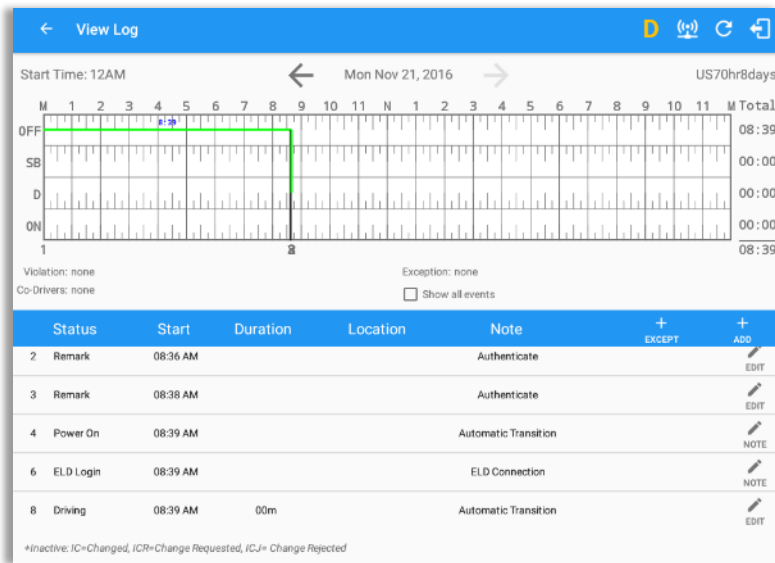 View Log D
Start Time: 12AM Mon Nov 21, 2016 US70hr8days
M 1 2 3 4 5 6 7 8 9 10 11 N 1 2 3 4 5 6 7 8 9 10 11 M Total
8:39
OFF 08:39
SB 00:00
D 00:00
ON 00:00
1 08:39
Violation: none Exception: none
Co-Drivers: none Show all events
Status Start Duration Location Note + EXCEPT + ADD
2 Remark 08:36 AM Authenticate EDIT
3 Remark 08:38 AM Authenticate EDIT
4 Power On 08:39 AM Automatic Transition NOTE
6 ELD Login 08:39 AM ELD Connection NOTE
8 Driving 08:39 AM 00m Automatic Transition EDIT
+Inactive: IC=Changed, ICR=Change Requested, ICJ= Change Rejected